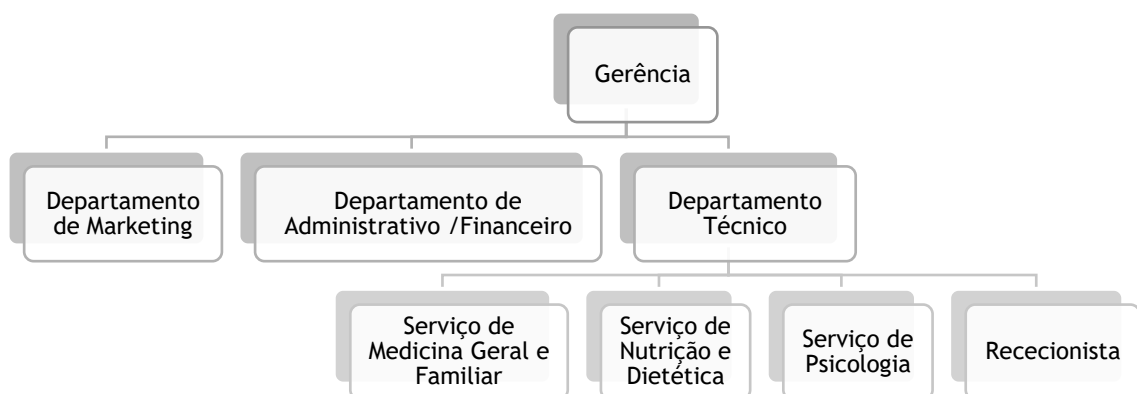 Gerência
Departamento
de Marketing
Departamento de
Administrativo /Financeiro
Departamento
Técnico
Serviço de
Medicina Geral e
Familiar
Serviço de
Nutrição e
Dietética
Serviço de
Psicologia
Rececionista